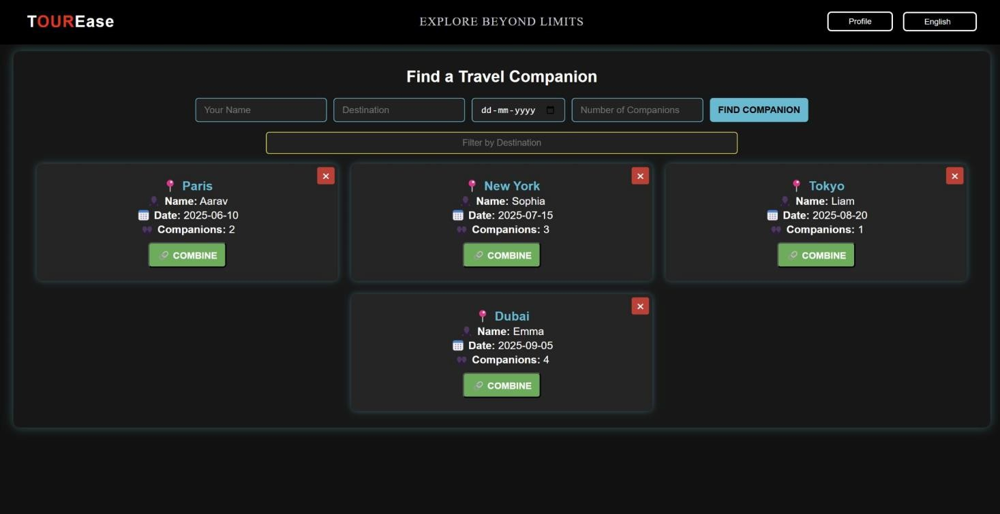 TOUREase
EXPLORE BEYOND LIMITS
Profile
English
Find a Travel Companion
Your Name
Destination
dd-mm-yyyy
Number of Companions
FIND COMPANION
Filter by Destination
×
Paris
Name: Aarav
Date: 2025-06-10
Companions: 2
COMBINE
×
New York
Name: Sophia
Date: 2025-07-15
Companions: 3
COMBINE
×
Tokyo
Name: Liam
Date: 2025-08-20
Companions: 1
COMBINE
×
Dubai
Name: Emma
Date: 2025-09-05
Companions: 4
COMBINE